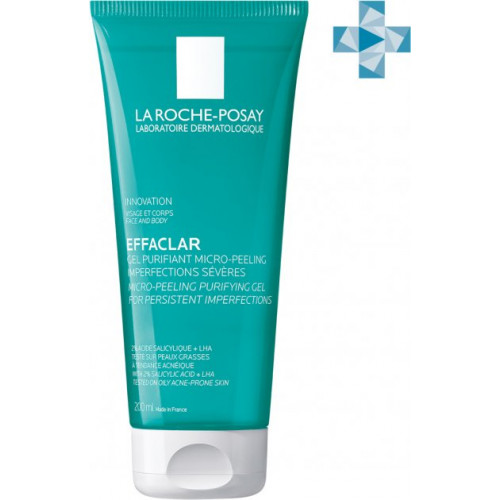 LA ROCHE-POSAY
LABORATOIRE DERMATOLOGIQUE
INNOVATION
VISAGE ET CORPS
FACE AND BODY
EFFACLAR
GEL PURIFIANT MICRO-PEELING
IMPERFECTIONS SÉVÈRES
MICRO-PEELING PURIFYING GEL
FOR PERSISTENT IMPERFECTIONS
2% ACIDE SALICYLIQUE + LHA
TESTÉ SUR PEAUX GRASSES
À TENDANCE ACNÉIQUE
WITH 2% SALICYLIC ACID + LHA
TESTED ON OILY ACNE-PRONE SKIN
200 ml Made in France